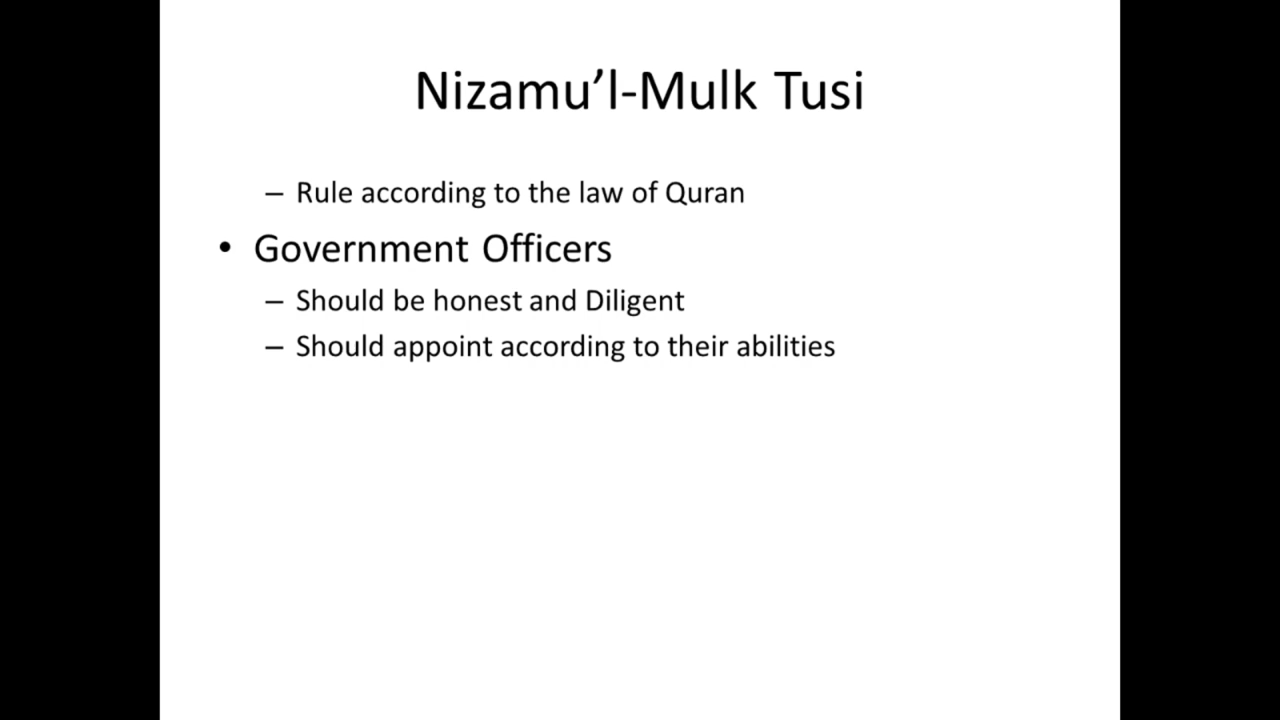 Nizamu’l-Mulk Tusi
– Rule according to the law of Quran
• Government Officers
– Should be honest and Diligent
– Should appoint according to their abilities